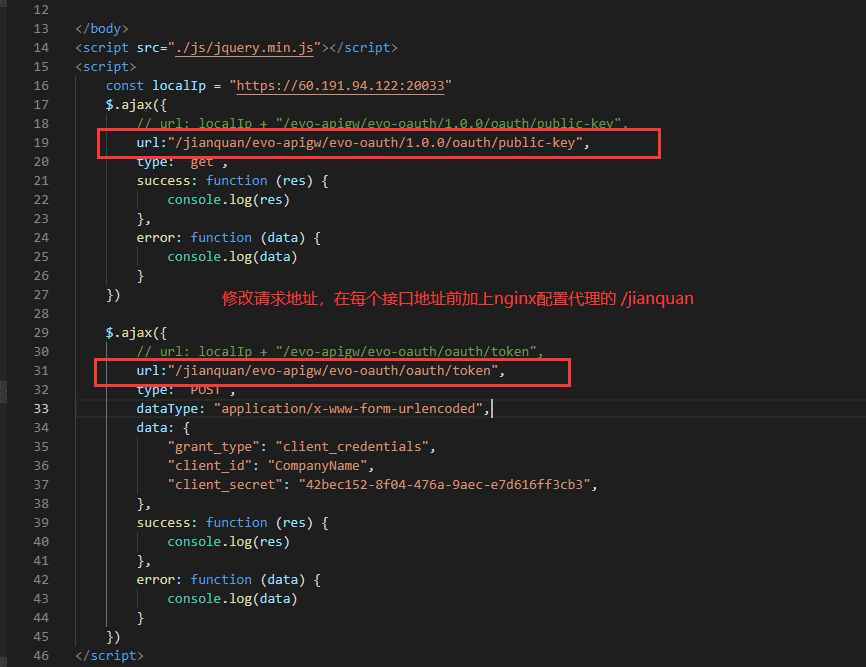 12
13 </body>
14 <script src="./js/jquery.min.js"></script>
15 <script>
16 const localIp = "https://60.191.94.122:20033"
17 $.ajax({
18 // url: localIp + "/evo-apigw/evo-oauth/1.0.0/oauth/public-key",
19 url:"/jianquan/evo-apigw/evo-oauth/1.0.0/oauth/public-key",
20 type: "get",
21 success: function (res) {
22 console.log(res)
23 },
24 error: function (data) {
25 console.log(data)
26 }
27 })
修改请求地址，在每个接口地址前加上nginx配置代理的 /jianquan
28
29 $.ajax({
30 // url: localIp + "/evo-apigw/evo-oauth/oauth/token",
31 url:"/jianquan/evo-apigw/evo-oauth/oauth/token",
32 type: "POST",
33 dataType: "application/x-www-form-urlencoded",
34 data: {
35 "grant_type": "client_credentials",
36 "client_id": "CompanyName",
37 "client_secret": "42bec152-8f04-476a-9aec-e7d616ff3cb3",
38 },
39 success: function (res) {
40 console.log(res)
41 },
42 error: function (data) {
43 console.log(data)
44 }
45 })
46 </script>